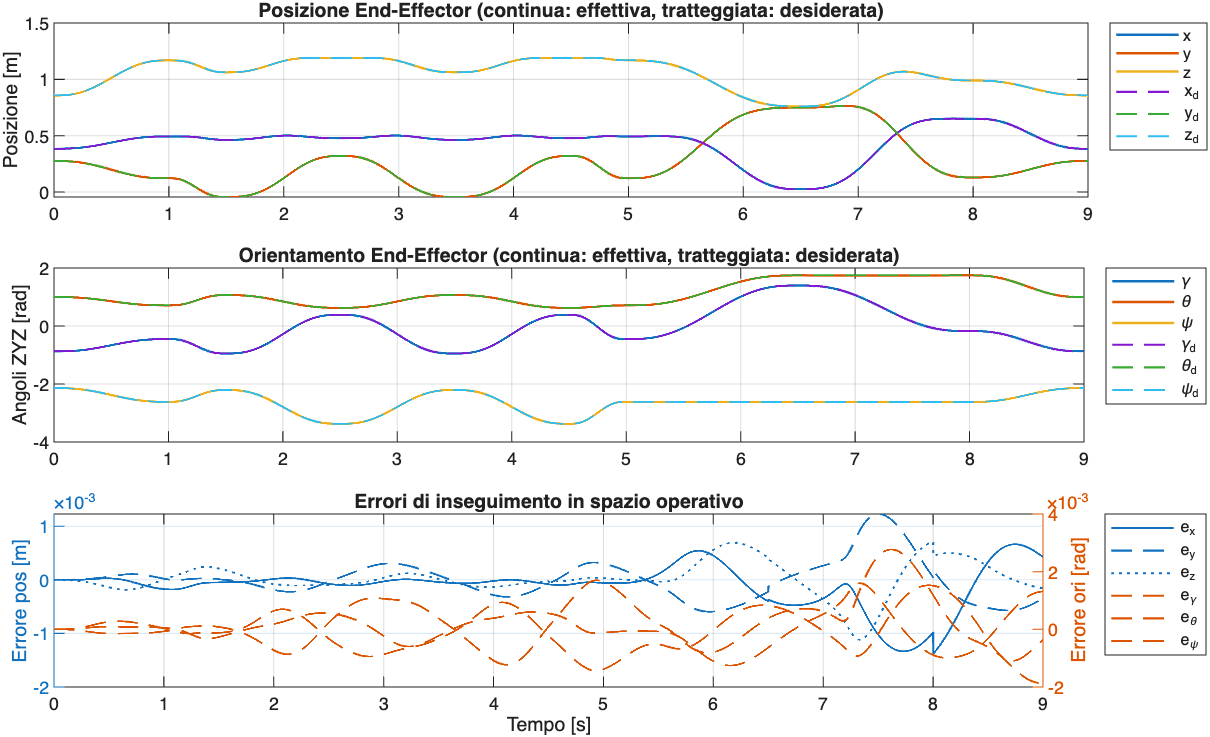 Posizione End-Effector (continua: effettiva, tratteggiata: desiderata)
Posizione [m]
1.5
1
0.5
0
0 1 2 3 4 5 6 7 8 9
x
y
z
x_d
y_d
z_d
Orientamento End-Effector (continua: effettiva, tratteggiata: desiderata)
Angoli ZYZ [rad]
2
0
-2
-4
0 1 2 3 4 5 6 7 8 9
γ
θ
ψ
γ_d
θ_d
ψ_d
Errori di inseguimento in spazio operativo
×10^-3
×10^-3
Errore pos [m]
1
0
-1
-2
4
2
0
-2
Errore ori [rad]
0 1 2 3 4 5 6 7 8 9
Tempo [s]
e_x
e_y
e_z
e_γ
e_θ
e_ψ